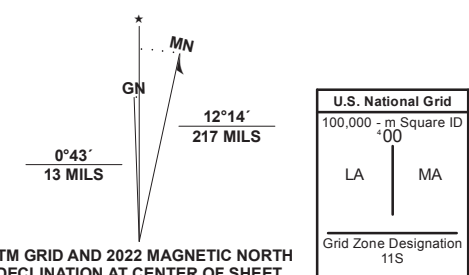 ★
MN
GN
12°14´
217 MILS
0°43´
13 MILS
TM GRID AND 2022 MAGNETIC NORTH
DECLINATION AT CENTER OF SHEET
U.S. National Grid
100,000 - m Square ID
⁴00
LA
MA
Grid Zone Designation
11S